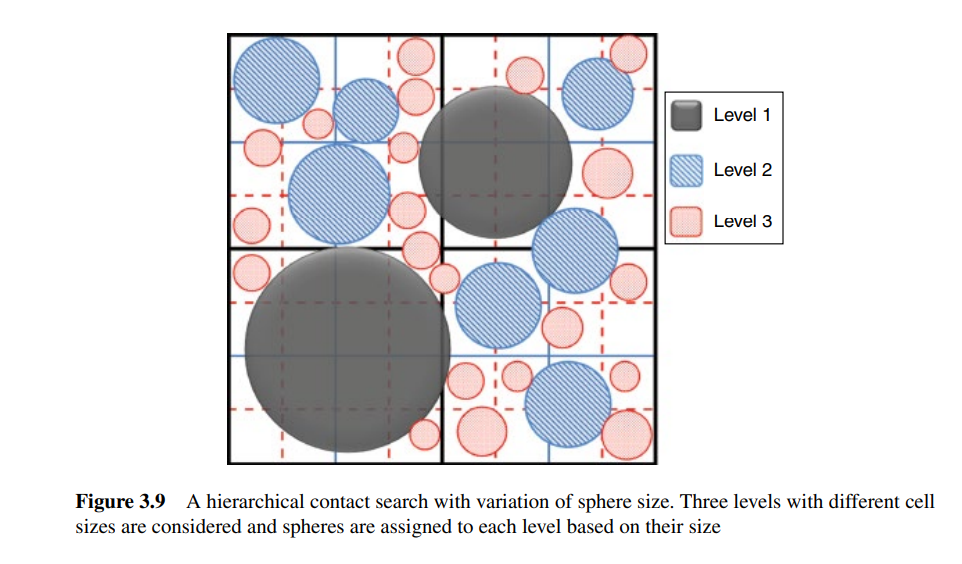 Level 1
Level 2
Level 3
Figure 3.9 A hierarchical contact search with variation of sphere size. Three levels with different cell
sizes are considered and spheres are assigned to each level based on their size